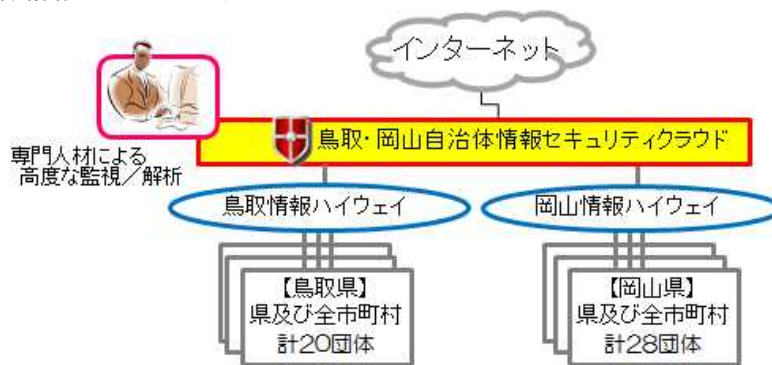 インターネット
鳥取・岡山自治体情報セキュリティクラウド
専門人材による
高度な監視／解析
鳥取情報ハイウェイ
岡山情報ハイウェイ
【鳥取県】
県及び全市町村
計20団体
【岡山県】
県及び全市町村
計28団体